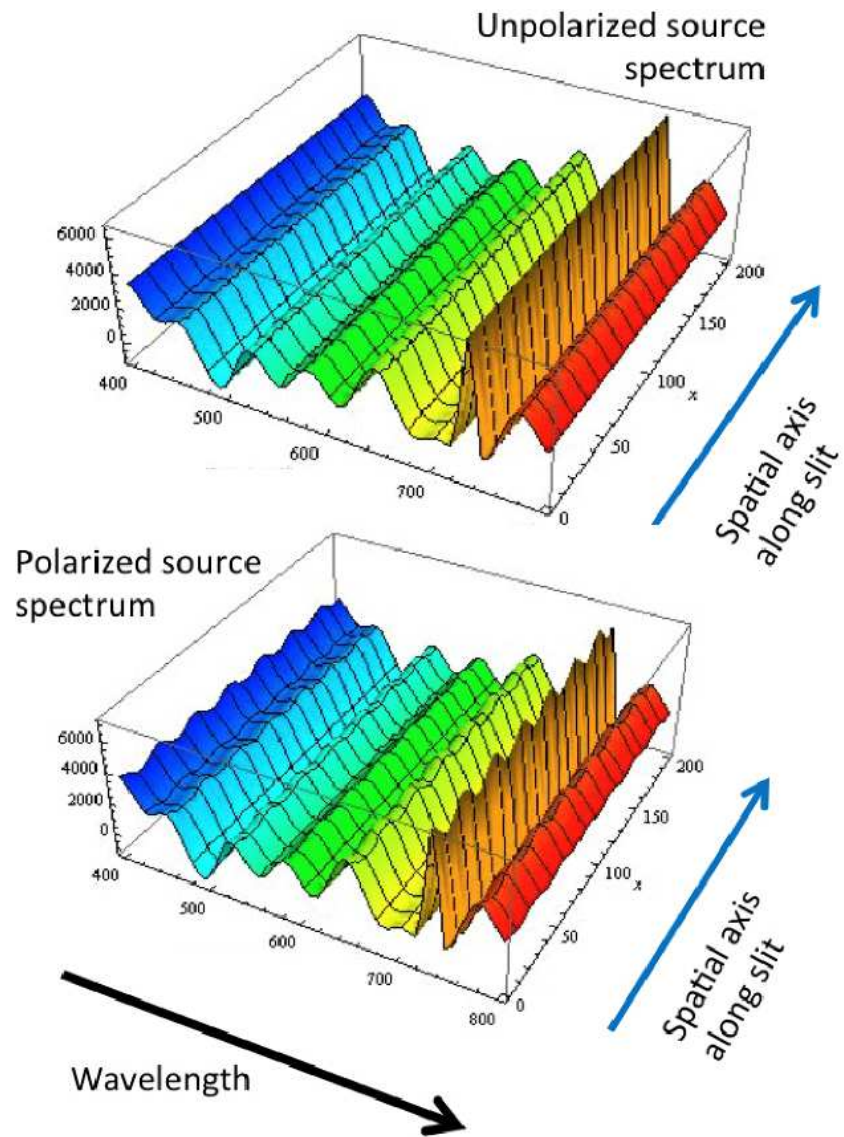 Unpolarized source
spectrum
6000
4000
2000
0
400
500
600
700
0
50
100
150
200
x
Spatial axis
along slit
Polarized source
spectrum
6000
4000
2000
0
400
500
600
700
800
0
50
100
150
200
x
Spatial axis
along slit
Wavelength